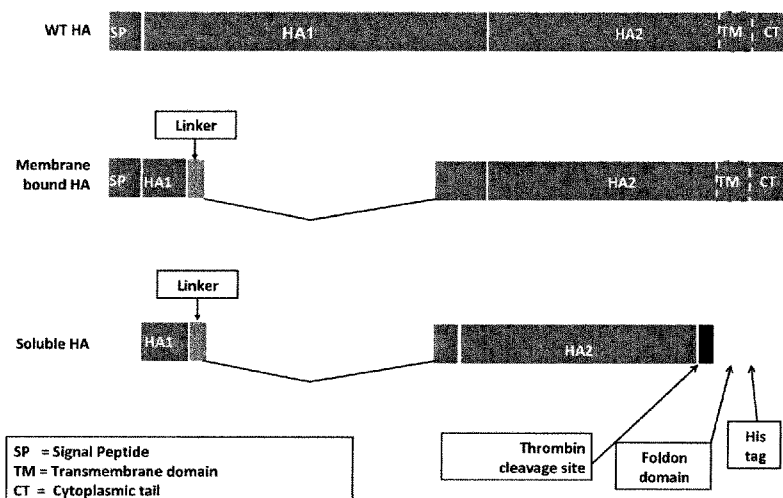 WT HA
SP
HA1
HA2
TM
CT
Linker
Membrane
bound HA
SP
HA1
HA2
TM
CT
Linker
Soluble HA
HA1
HA2
SP = Signal Peptide
TM = Transmembrane domain
CT = Cytoplasmic tail
Thrombin
cleavage site
Foldon
domain
His
tag